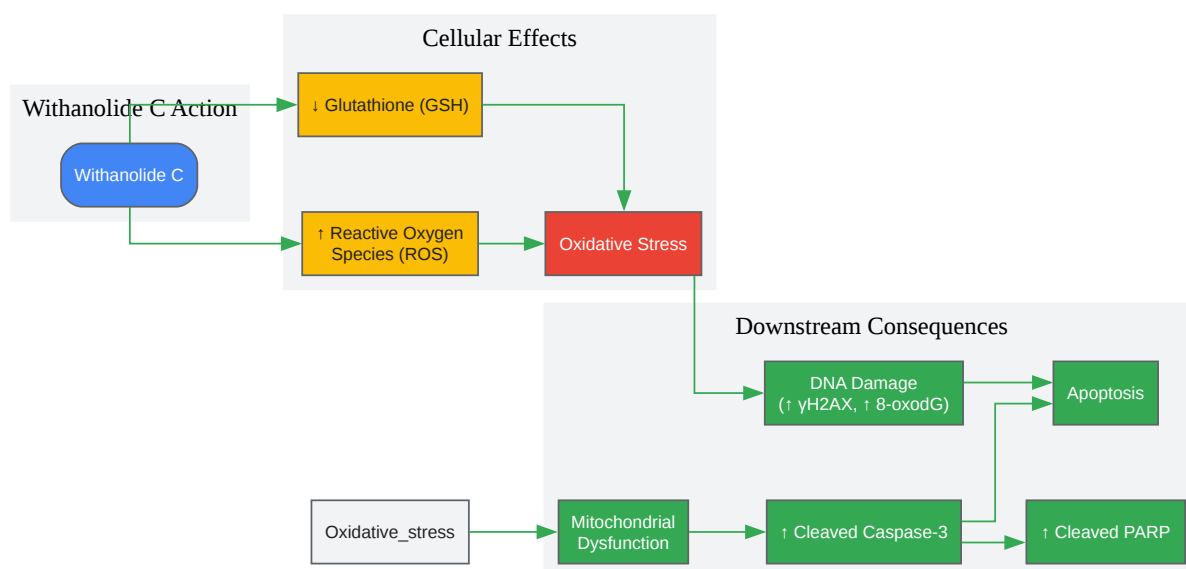 Cellular Effects
Withanolide C Action
↓ Glutathione (GSH)
Withanolide C
↑ Reactive Oxygen
Species (ROS)
Oxidative Stress
Downstream Consequences
DNA Damage
(↑ γH2AX, ↑ 8-oxodG)
Apoptosis
Oxidative_stress
Mitochondrial
Dysfunction
↑ Cleaved Caspase-3
↑ Cleaved PARP